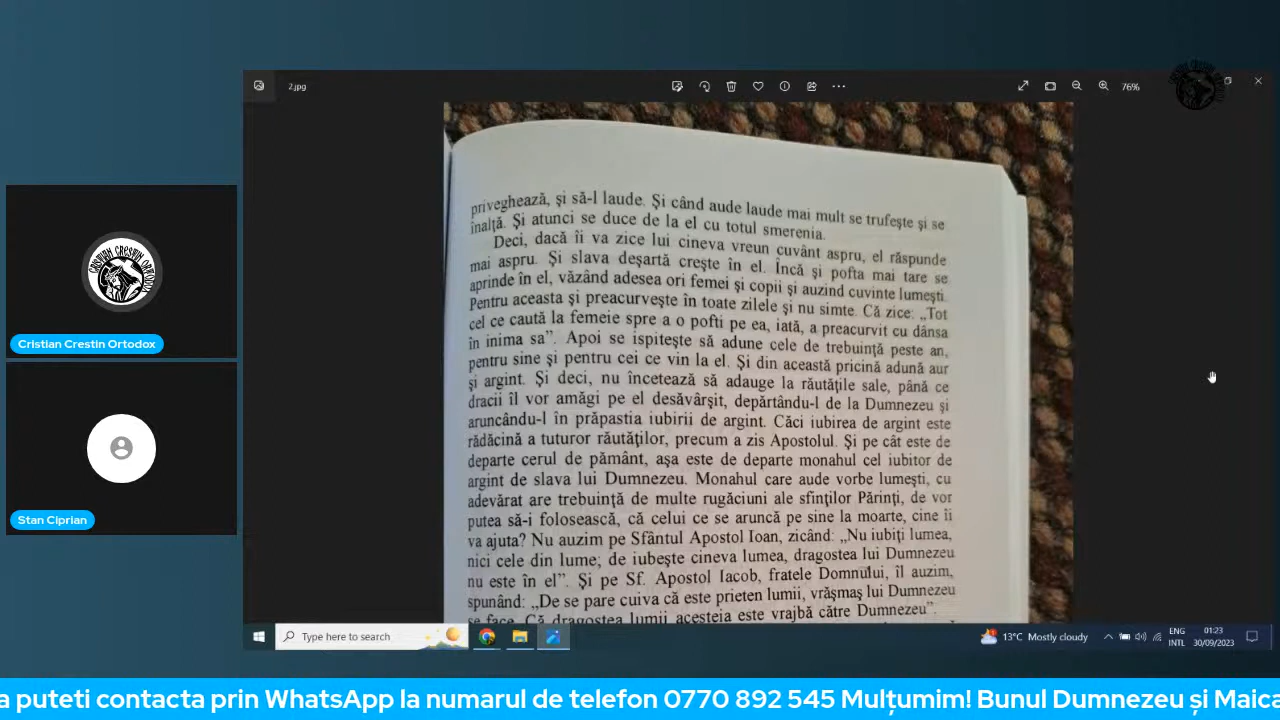 2.jpg
76%
priveghează, și să-l laude. Și când aude laude mai mult se trufește și se
înalță. Și atunci se duce de la el cu totul smerenia.
Deci, dacă îi va zice lui cineva vreun cuvânt aspru, el răspunde
mai aspru. Și slava deșartă crește în el. Încă și pofta mai tare se
aprinde în el, văzând adesea ori femei și copii și auzind cuvinte lumești.
Pentru aceasta și preacurvește în toate zilele și nu simte. Că zice: „Tot
cel ce caută la femeie spre a o pofti pe ea, iată, a preacurvit cu dânsa
în inima sa”. Apoi se ispitește să adune cele de trebuință peste an,
pentru sine și pentru cei ce vin la el. Și din această pricină adună aur
și argint. Și deci, nu încetează să adauge la răutățile sale, până ce
dracii îl vor amăgi pe el desăvârșit, depărtându-l de la Dumnezeu și
aruncându-l în prăpastia iubirii de argint. Căci iubirea de argint este
rădăcină a tuturor răutăților, precum a zis Apostolul. Și pe cât este de
departe cerul de pământ, așa este de departe monahul cel iubitor de
argint de slava lui Dumnezeu. Monahul care aude vorbe lumești, cu
adevărat are trebuință de multe rugăciuni ale sfinților Părinți, de vor
putea să-i folosească, că celui ce se aruncă pe sine la moarte, cine îi
va ajuta? Nu auzim pe Sfântul Apostol Ioan, zicând: „Nu iubiți lumea,
nici cele din lume; de iubește cineva lumea, dragostea lui Dumnezeu
nu este în el”. Și pe Sf. Apostol Iacob, fratele Domnului, îl auzim,
spunând: „De se pare cuiva că este prieten lumii, vrășmaș lui Dumnezeu
se face. Că dragostea lumii acesteia este vrajbă către Dumnezeu”.
CRISTIAN CRESTIN ORTODOX
Cristian Crestin Ortodox
Stan Ciprian
Type here to search
13°C Mostly cloudy
ENG
INTL
01:23
30/09/2023
a puteti contacta prin WhatsApp la numarul de telefon 0770 892 545 Mulțumim! Bunul Dumnezeu și Maica